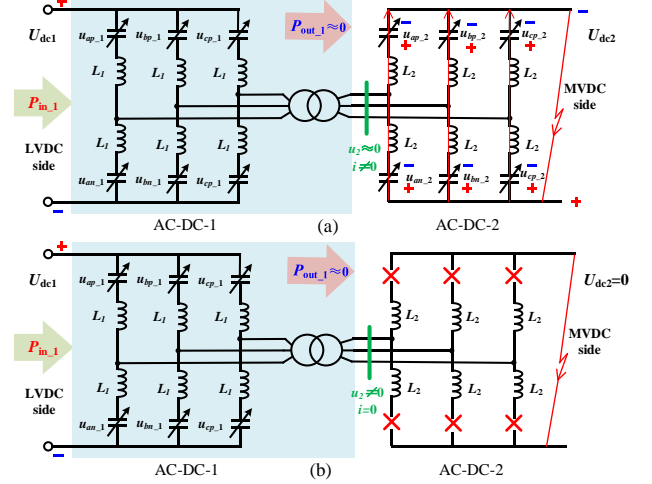 + P_out_1≈0 −
U_dc1 u_ap_1 u_bp_1 u_cp_1 − − −
u_ap_2 u_bp_2 u_cp_2 U_dc2
+ + +
L_1 L_1 L_1 L_2 L_2 L_2
P_in_1 MVDC
side
L_1 L_1 L_1 L_2 L_2 L_2
LVDC
side
u_2≈0
i≠0
− − −
u_an_1 u_bn_1 u_cp_1 u_an_2 u_bn_2 u_cp_2
+ + +
− +
AC-DC-1 (a) AC-DC-2
+ P_out_1≈0
U_dc1 u_ap_1 u_bp_1 u_cp_1 U_dc2=0
L_1 L_1 L_1 L_2 L_2 L_2
P_in_1 MVDC
side
L_1 L_1 L_1 L_2 L_2 L_2
LVDC
side
u_2≠0
i=0
u_an_1 u_bn_1 u_cp_1
−
AC-DC-1 (b) AC-DC-2